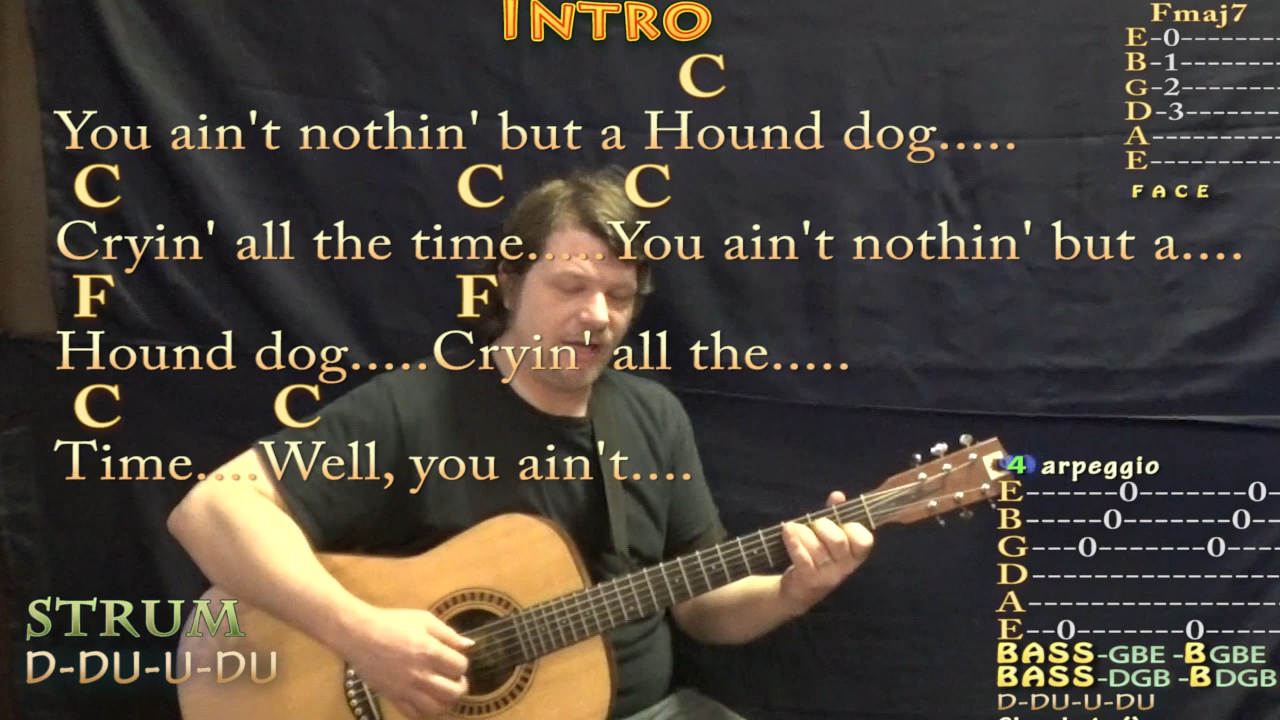 INTRO
C
You ain't nothin' but a Hound dog.....
C C C
Cryin' all the time.....You ain't nothin' but a....
F F
Hound dog.....Cryin' all the.....
C C
Time....Well, you ain't....
STRUM
D-DU-U-DU
Fmaj7
E-0-------
B-1-------
G-2-------
D-3-------
A---------
E---------
F A C E
4 arpeggio
E------0-------0--
B-----0-------0---
G---0-------0----
D-----------------
A-----------------
E--0-------0------
BASS-GBE -BGBE
BASS-DGB -BDGB
D-DU-U-DU